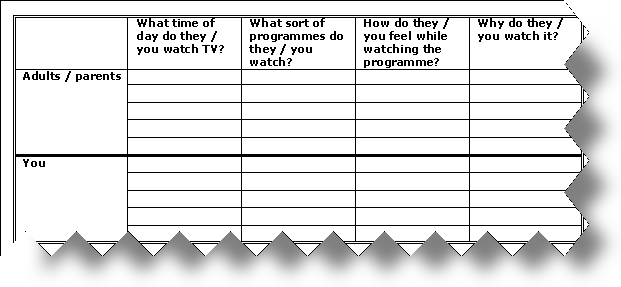 What time of
day do they /
you watch TV?
What sort of
programmes do
they / you
watch?
How do they /
you feel while
watching the
programme?
Why do they /
you watch it?
Adults / parents
You